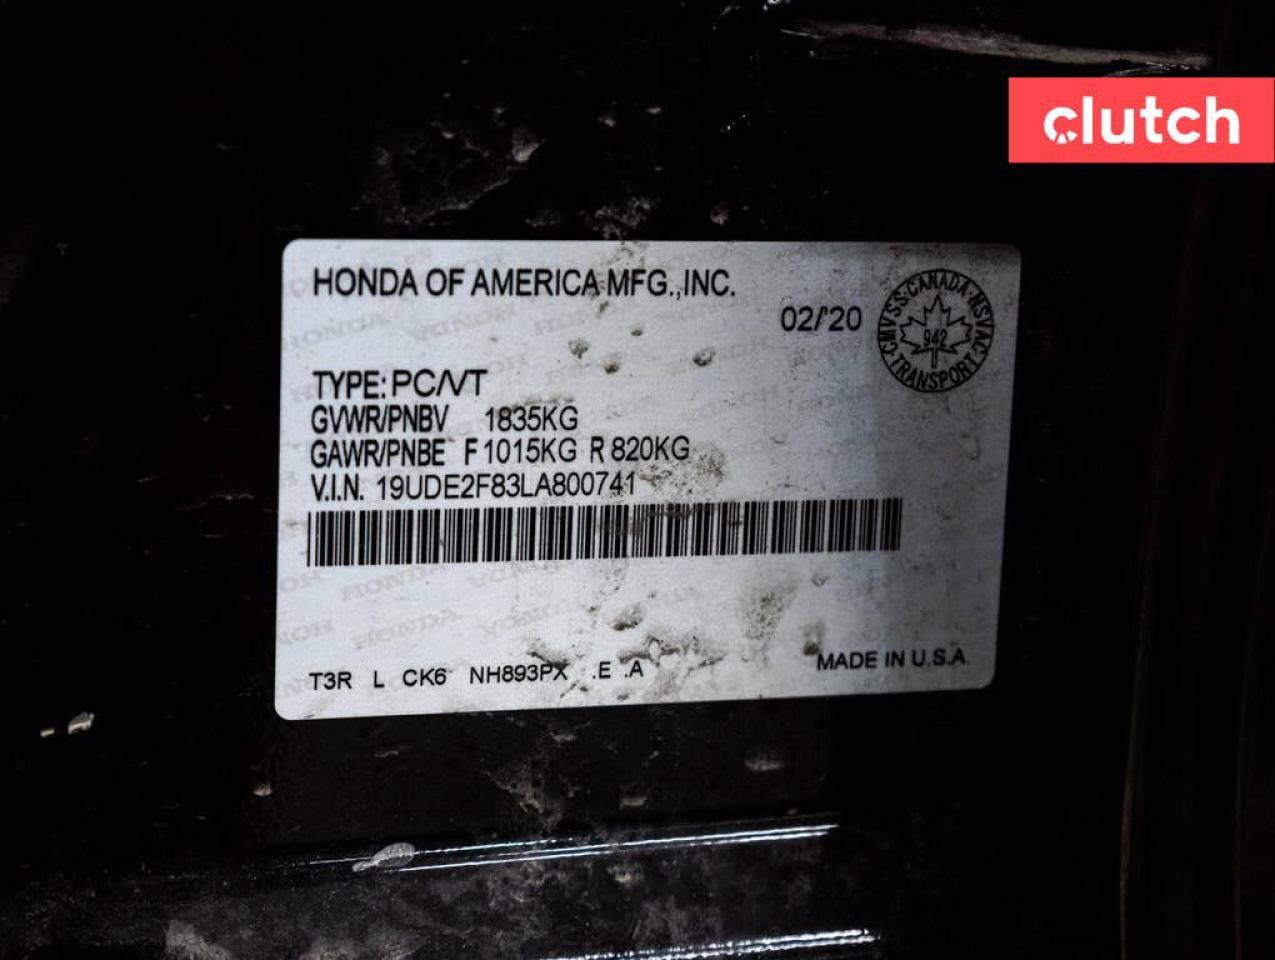 clutch
HONDA OF AMERICA MFG.,INC.
02/'20
CMVSS·CANADA·NSVAC·TRANSPORT
942
TYPE: PC/VT
GVWR/PNBV 1835KG
GAWR/PNBE F 1015KG R 820KG
V.I.N. 19UDE2F83LA800741
T3R L CK6 NH893PX .E .A
MADE IN U.S.A.